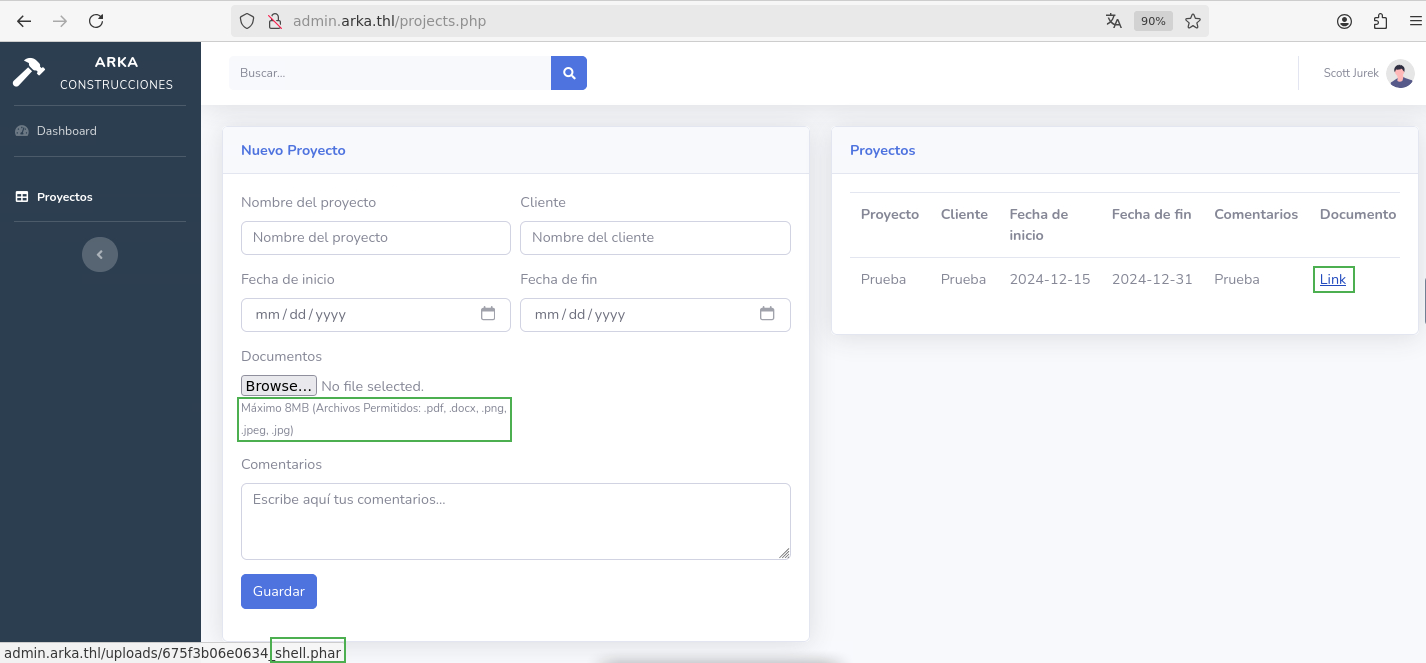 admin.arka.thl/projects.php
90%
ARKA
CONSTRUCCIONES
Dashboard
Proyectos
Buscar...
Scott Jurek
Nuevo Proyecto
Nombre del proyecto
Cliente
Nombre del proyecto
Nombre del cliente
Fecha de inicio
Fecha de fin
mm/dd/yyyy
mm/dd/yyyy
Documentos
Browse... No file selected.
Máximo 8MB (Archivos Permitidos: .pdf, .docx, .png,
.jpeg, .jpg)
Comentarios
Escribe aquí tus comentarios...
Guardar
Proyectos
Proyecto Cliente Fecha de inicio Fecha de fin Comentarios Documento
Prueba Prueba 2024-12-15 2024-12-31 Prueba Link
admin.arka.thl/uploads/675f3b06e0634_shell.phar